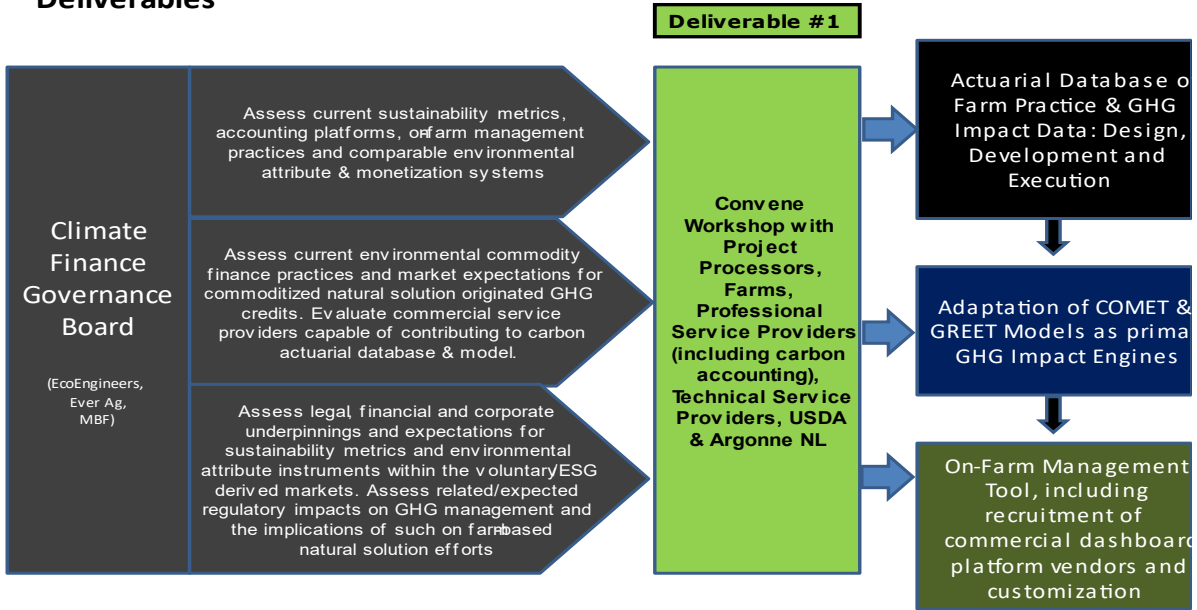 Deliverables
Deliverable #1
Climate
Finance
Governance
Board
(EcoEngineers,
Ever Ag,
MBF)
Assess current sustainability metrics,
accounting platforms, on-farm management
practices and comparable environmental
attribute & monetization systems
Assess current environmental commodity
finance practices and market expectations for
commoditized natural solution originated GHG
credits. Evaluate commercial service
providers capable of contributing to carbon
actuarial database & model.
Assess legal, financial and corporate
underpinnings and expectations for
sustainability metrics and environmental
attribute instruments within the voluntary/ESG
derived markets. Assess related/expected
regulatory impacts on GHG management and
the implications of such on farm-based
natural solution efforts
Convene
Workshop with
Project
Processors,
Farms,
Professional
Service Providers
(including carbon
accounting),
Technical Service
Providers, USDA
& Argonne NL
Actuarial Database o
Farm Practice & GHG
Impact Data: Design,
Development and
Execution
Adaptation of COMET &
GREET Models as prima
GHG Impact Engines
On-Farm Management
Tool, including
recruitment of
commercial dashboard
platform vendors and
customization